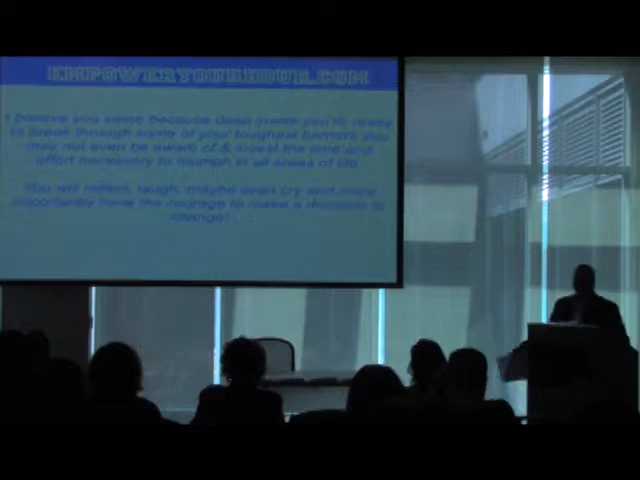 EMPOWERYOURHOUR.COM
I believe you came because deep inside you're ready
to break through some of your toughest barriers you
may not even be aware of & invest the time and
effort necessary to triumph in all areas of life
You will reflect, laugh, maybe even cry and most
importantly have the courage to make a decision to
change!